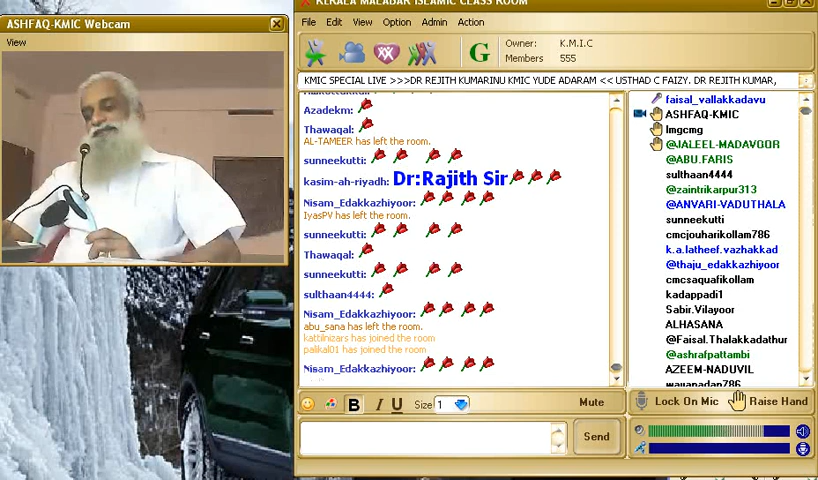 ASHFAQ-KMIC Webcam
View
KERALA MALABAR ISLAMIC CLASS ROOM
File Edit View Option Admin Action
G
Owner: K.M.I.C
Members 555
KMIC SPECIAL LIVE >>>DR REJITH KUMARINU KMIC YUDE ADARAM << USTHAD C FAIZY. DR REJITH KUMAR,
Azadekm:
Thawaqal:
AL-TAMEER has left the room.
sunneekutti:
kasim-ah-riyadh: Dr:Rajith Sir
Nisam_Edakkazhiyoor:
IyasPV has left the room.
sunneekutti:
Thawaqal:
sunneekutti:
sulthaan4444:
Nisam_Edakkazhiyoor:
abu_sana has left the room.
kattilnizars has joined the room
palikal01 has joined the room
Nisam_Edakkazhiyoor:
faisal_vallakkadavu
ASHFAQ-KMIC
lmgcmg
@JALEEL-MADAVOOR
@ABU.FARIS
sulthaan4444
@zaintrikarpur313
@ANVARI-VADUTHALA
sunneekutti
cmcjouharikollam786
k.a.latheef.vazhakkad
@thaju_edakkazhiyoor
cmcsaquafikollam
kadappadi1
Sabir.Vilayoor
ALHASANA
@Faisal.Thalakkadathur
@ashrafpattambi
AZEEM-NADUVIL
wayanadan786
B I U Size 1 Mute
Lock On Mic Raise Hand
Send